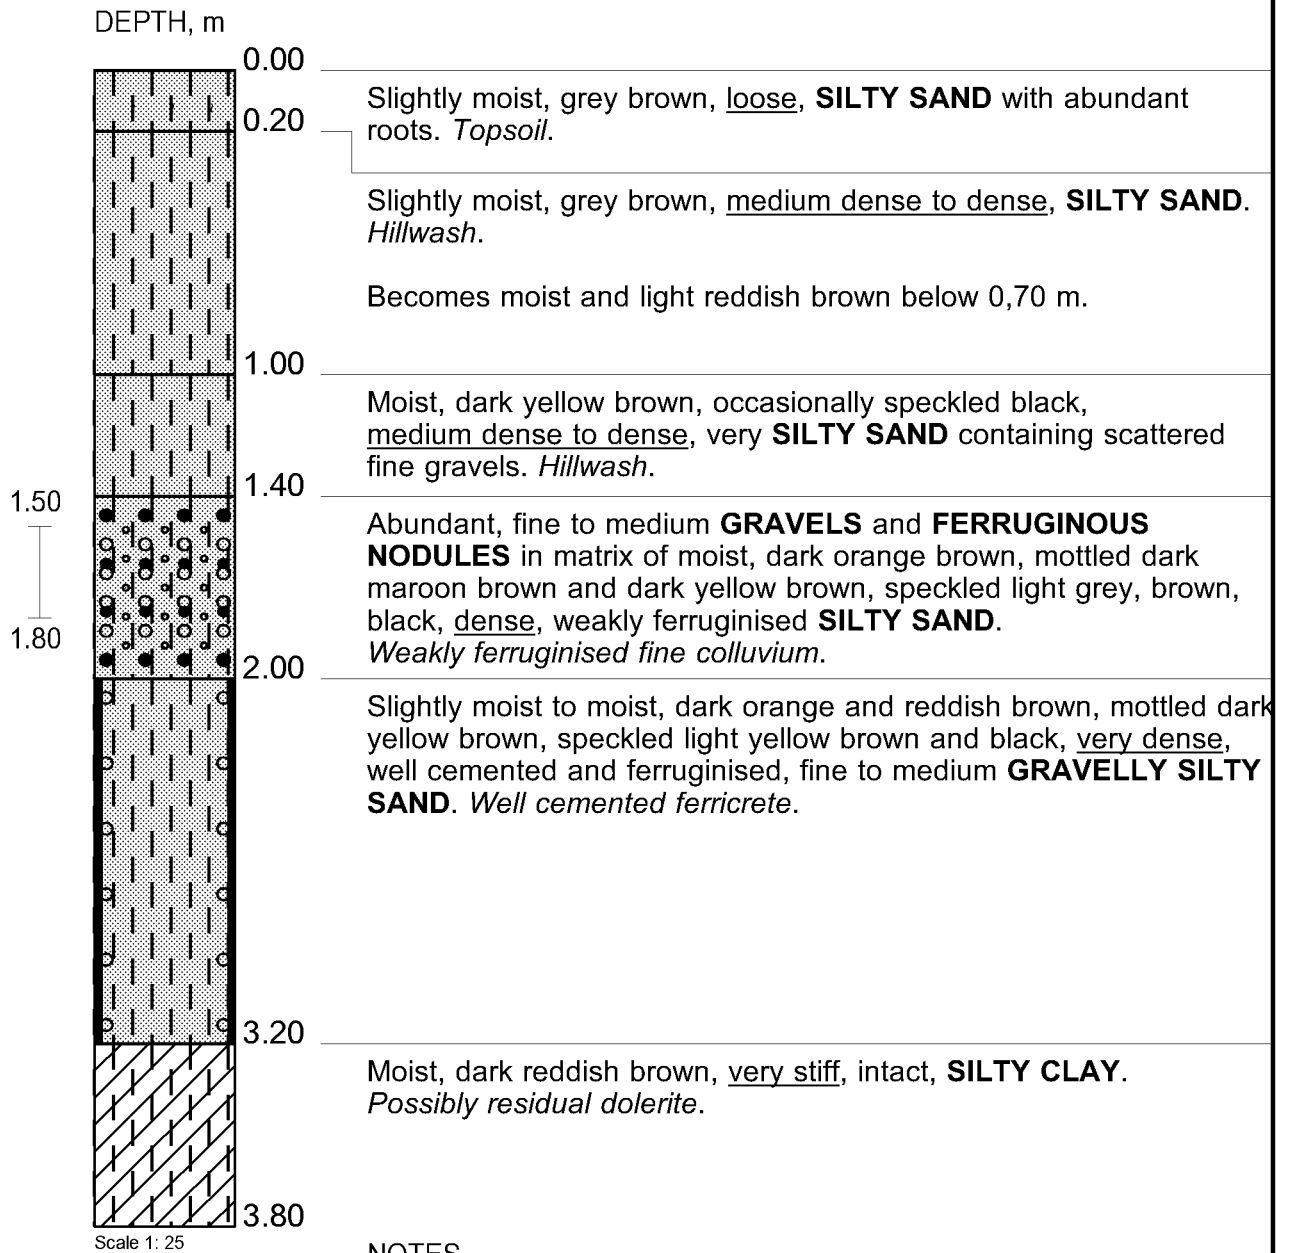 DEPTH, m
0.00
Slightly moist, grey brown, loose, SILTY SAND with abundant
roots. Topsoil.
0.20
Slightly moist, grey brown, medium dense to dense, SILTY SAND.
Hillwash.
Becomes moist and light reddish brown below 0,70 m.
1.00
Moist, dark yellow brown, occasionally speckled black,
medium dense to dense, very SILTY SAND containing scattered
fine gravels. Hillwash.
1.40
1.50
1.80
Abundant, fine to medium GRAVELS and FERRUGINOUS
NODULES in matrix of moist, dark orange brown, mottled dark
maroon brown and dark yellow brown, speckled light grey, brown,
black, dense, weakly ferruginised SILTY SAND.
Weakly ferruginised fine colluvium.
2.00
Slightly moist to moist, dark orange and reddish brown, mottled dark
yellow brown, speckled light yellow brown and black, very dense,
well cemented and ferruginised, fine to medium GRAVELLY SILTY
SAND. Well cemented ferricrete.
3.20
Moist, dark reddish brown, very stiff, intact, SILTY CLAY.
Possibly residual dolerite.
3.80
Scale 1: 25
NOTES